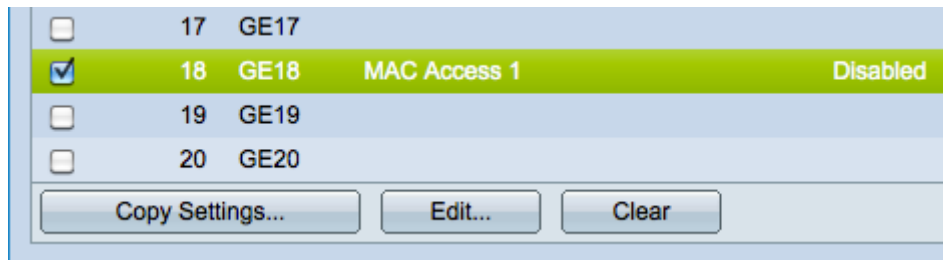 17 GE17
18 GE18 MAC Access 1 Disabled
19 GE19
20 GE20
Copy Settings... Edit... Clear